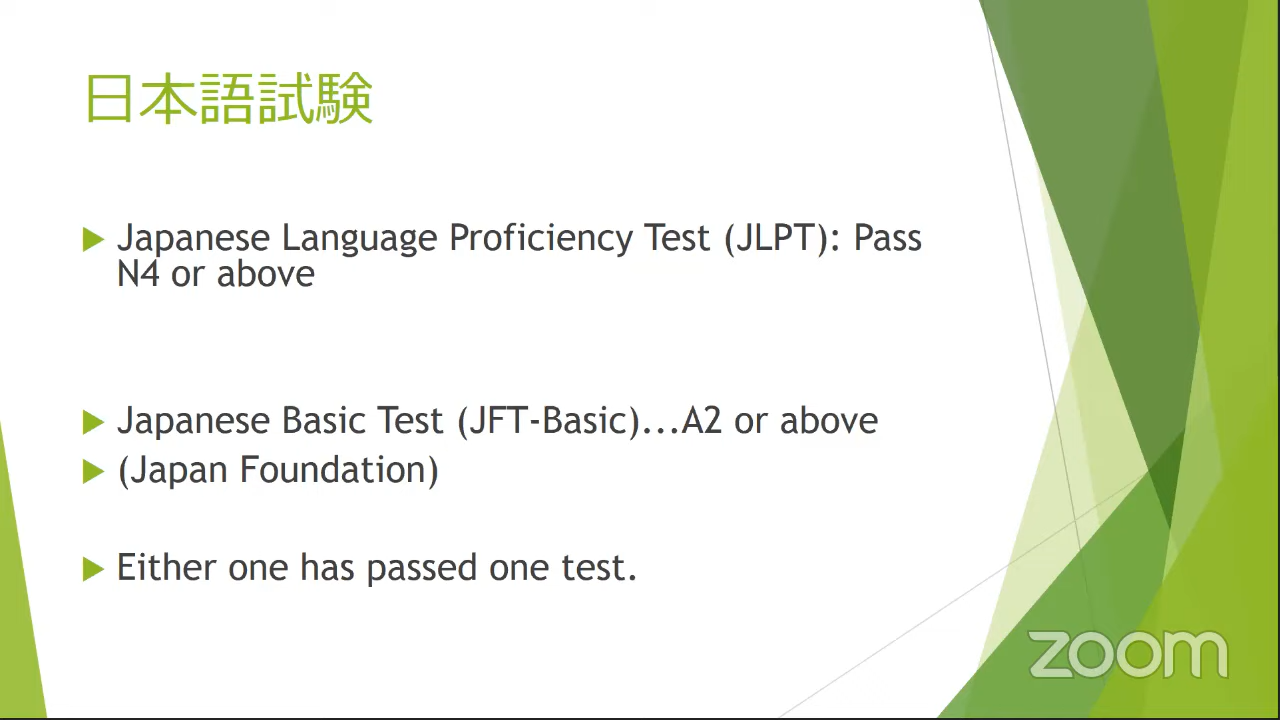 日本語試験
Japanese Language Proficiency Test (JLPT): Pass
N4 or above
Japanese Basic Test (JFT-Basic)...A2 or above
(Japan Foundation)
Either one has passed one test.
zoom